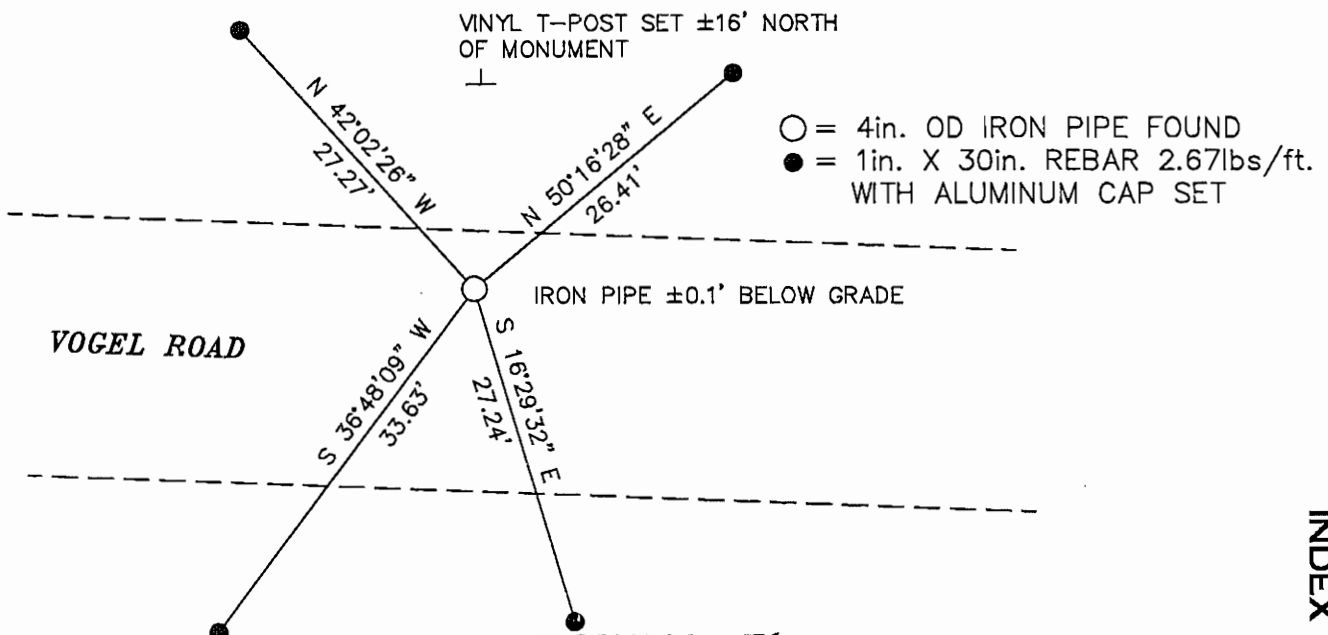 VINYL T-POST SET ±16' NORTH
OF MONUMENT
N 42°02'26" W
27.27'
N 50°16'28" E
26.41'
= 4in. OD IRON PIPE FOUND
= 1in. X 30in. REBAR 2.67lbs/ft.
WITH ALUMINUM CAP SET
IRON PIPE ±0.1' BELOW GRADE
VOGEL ROAD
S 36°48'09" W
33.63'
S 16°29'32" E
27.24'
INDEX